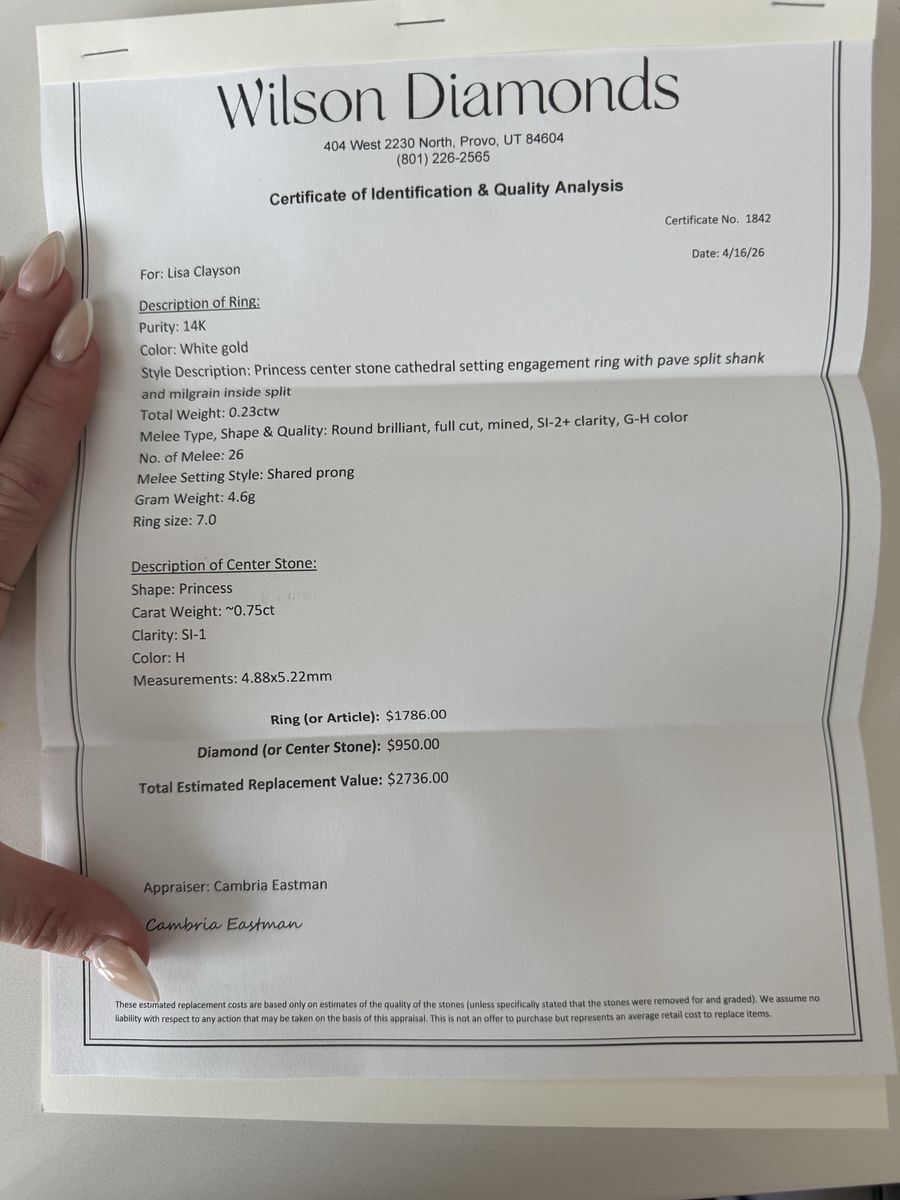 Wilson Diamonds
404 West 2230 North, Provo, UT 84604
(801) 226-2565
Certificate of Identification & Quality Analysis
Certificate No. 1842
Date: 4/16/26
For: Lisa Clayson
Description of Ring:
Purity: 14K
Color: White gold
Style Description: Princess center stone cathedral setting engagement ring with pave split shank
and milgrain inside split
Total Weight: 0.23ctw
Melee Type, Shape & Quality: Round brilliant, full cut, mined, SI-2+ clarity, G-H color
No. of Melee: 26
Melee Setting Style: Shared prong
Gram Weight: 4.6g
Ring size: 7.0
Description of Center Stone:
Shape: Princess
Carat Weight: ~0.75ct
Clarity: SI-1
Color: H
Measurements: 4.88x5.22mm
Ring (or Article): $1786.00
Diamond (or Center Stone): $950.00
Total Estimated Replacement Value: $2736.00
Appraiser: Cambria Eastman
Cambria Eastman
These estimated replacement costs are based only on estimates of the quality of the stones (unless specifically stated that the stones were removed for and graded). We assume no
liability with respect to any action that may be taken on the basis of this appraisal. This is not an offer to purchase but represents an average retail cost to replace items.